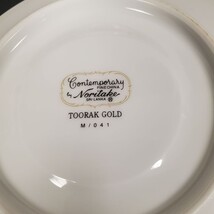 Contemporary
FINE CHINA
by Noritake
SRI LANKA ®
TOORAK GOLD
M/041